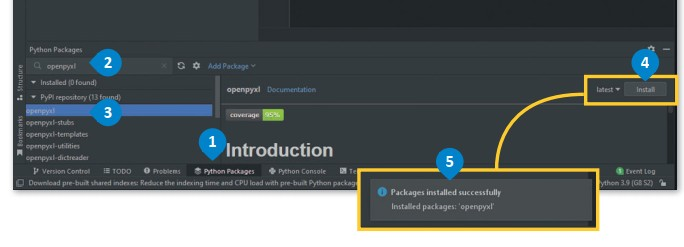 Python Packages
openpyxl
Add Package
Installed (0 found)
PyPI repository (13 found)
openpyxl
openpyxl-stubs
openpyxl-templates
openpyxl-utilities
openpyxl-dictreader
Structure
Bookmarks
openpyxl Documentation
latest
Install
coverage 95%
Introduction
1
2
3
4
5
Version Control
TODO
Problems
Python Packages
Python Console
Event Log
Download pre-built shared indexes: Reduce the indexing time and CPU load with pre-built Python package
Python 3.9 (GB S2)
Packages installed successfully
Installed packages: 'openpyxl'